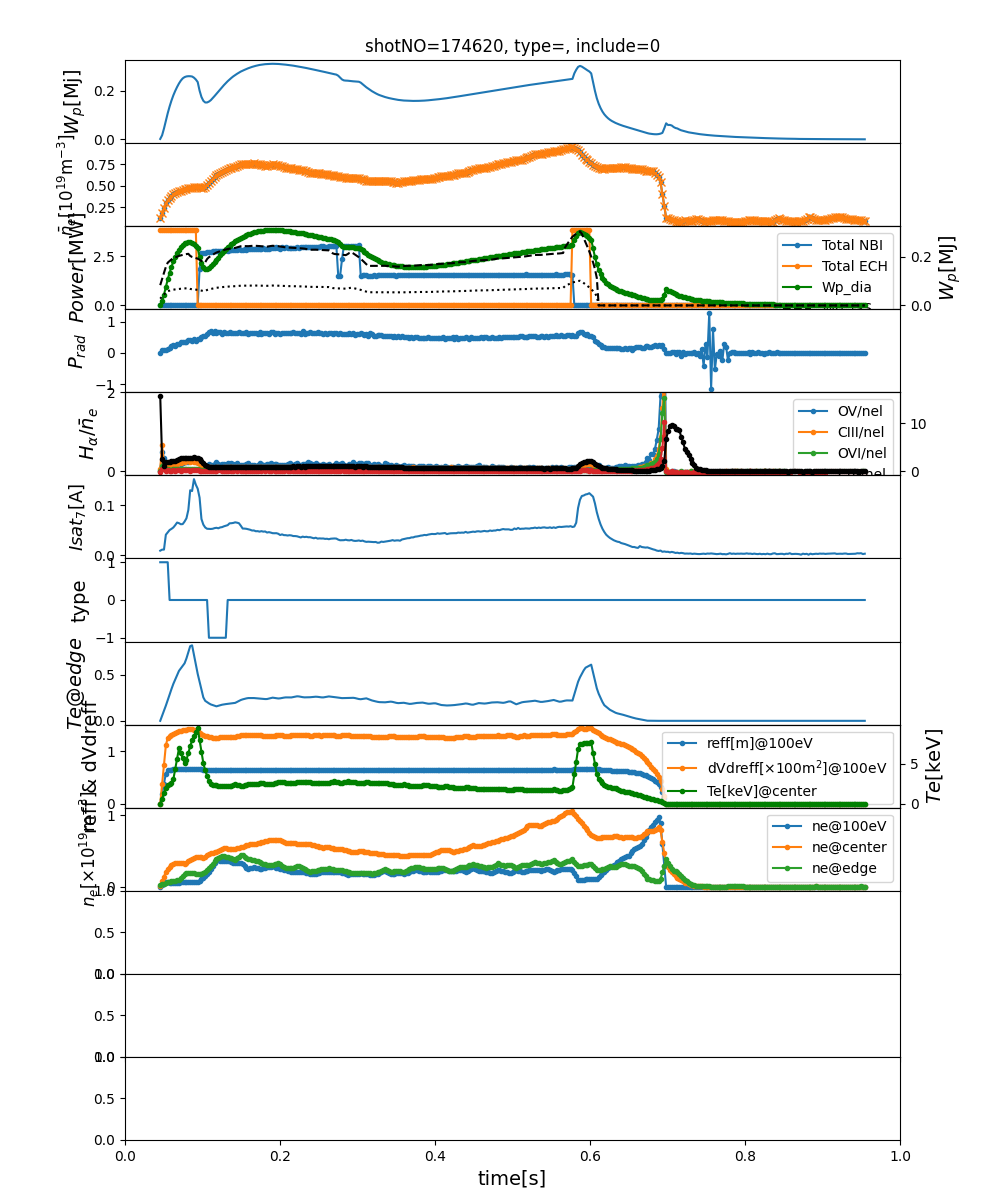 shotNO=174620, type=, include=0
W_p[MJ]
0.2
0.0
n̄_e[10^19m^-3]
0.75
0.50
0.25
Power[MW]
2.5
0.0
Total NBI
Total ECH
Wp_dia
W_p[MJ]
0.2
0.0
P_rad
1
0
−1
H_α/n̄_e
2
0
OV/nel
CIII/nel
OVI/nel
10
0
Isat_7[A]
0.1
0.0
type
1
0
−1
Te@edge
0.5
0.0
reff & dVdreff
1
0
reff[m]@100eV
dVdreff[×100m^2]@100eV
Te[keV]@center
Te[keV]
5
0
n_e[×10^19m^-3]
1
0
ne@100eV
ne@center
ne@edge
1.0
0.5
0.0
1.0
0.5
0.0
1.0
0.5
0.0
0.0
0.2
0.4
0.6
0.8
1.0
time[s]